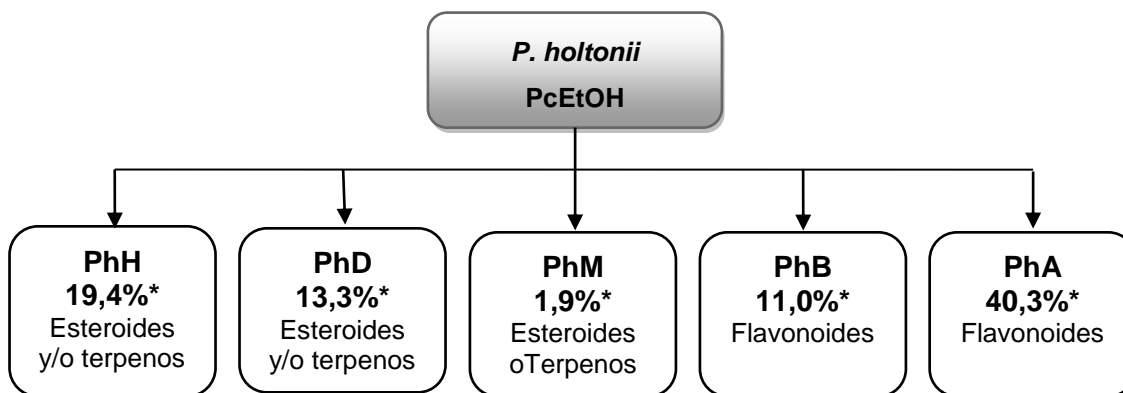 P. holtonii
PcEtOH
PhH
19,4%*
Esteroides
y/o terpenos
PhD
13,3%*
Esteroides
y/o terpenos
PhM
1,9%*
Esteroides
oTerpenos
PhB
11,0%*
Flavonoides
PhA
40,3%*
Flavonoides